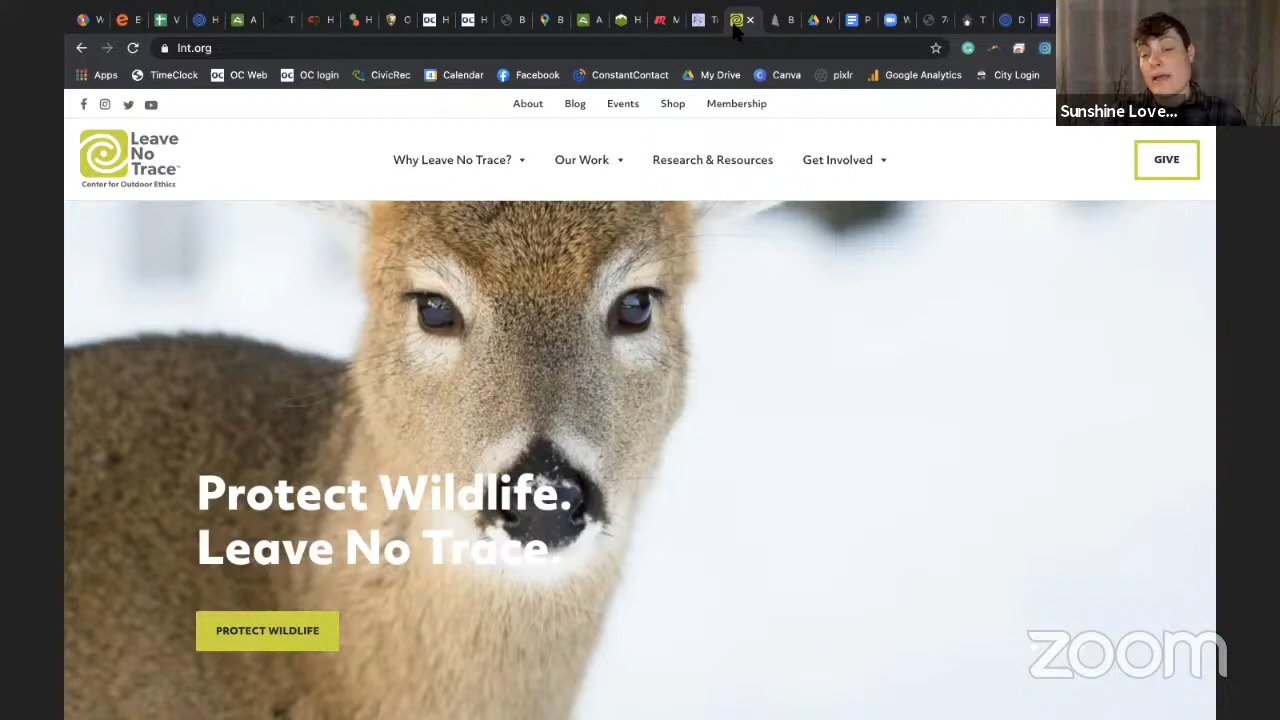 W
E
V
H
A
T
H
H
O
H
H
B
B
A
H
M
T
B
M
P
W
7
T
D
lnt.org
Apps TimeClock OC Web OC login CivicRec Calendar Facebook ConstantContact My Drive Canva pixlr Google Analytics City Login
Sunshine Love...
About Blog Events Shop Membership
Leave
No
Trace™
Center for Outdoor Ethics
Why Leave No Trace? Our Work Research & Resources Get Involved
GIVE
Protect Wildlife.
Leave No Trace.
PROTECT WILDLIFE
zoom